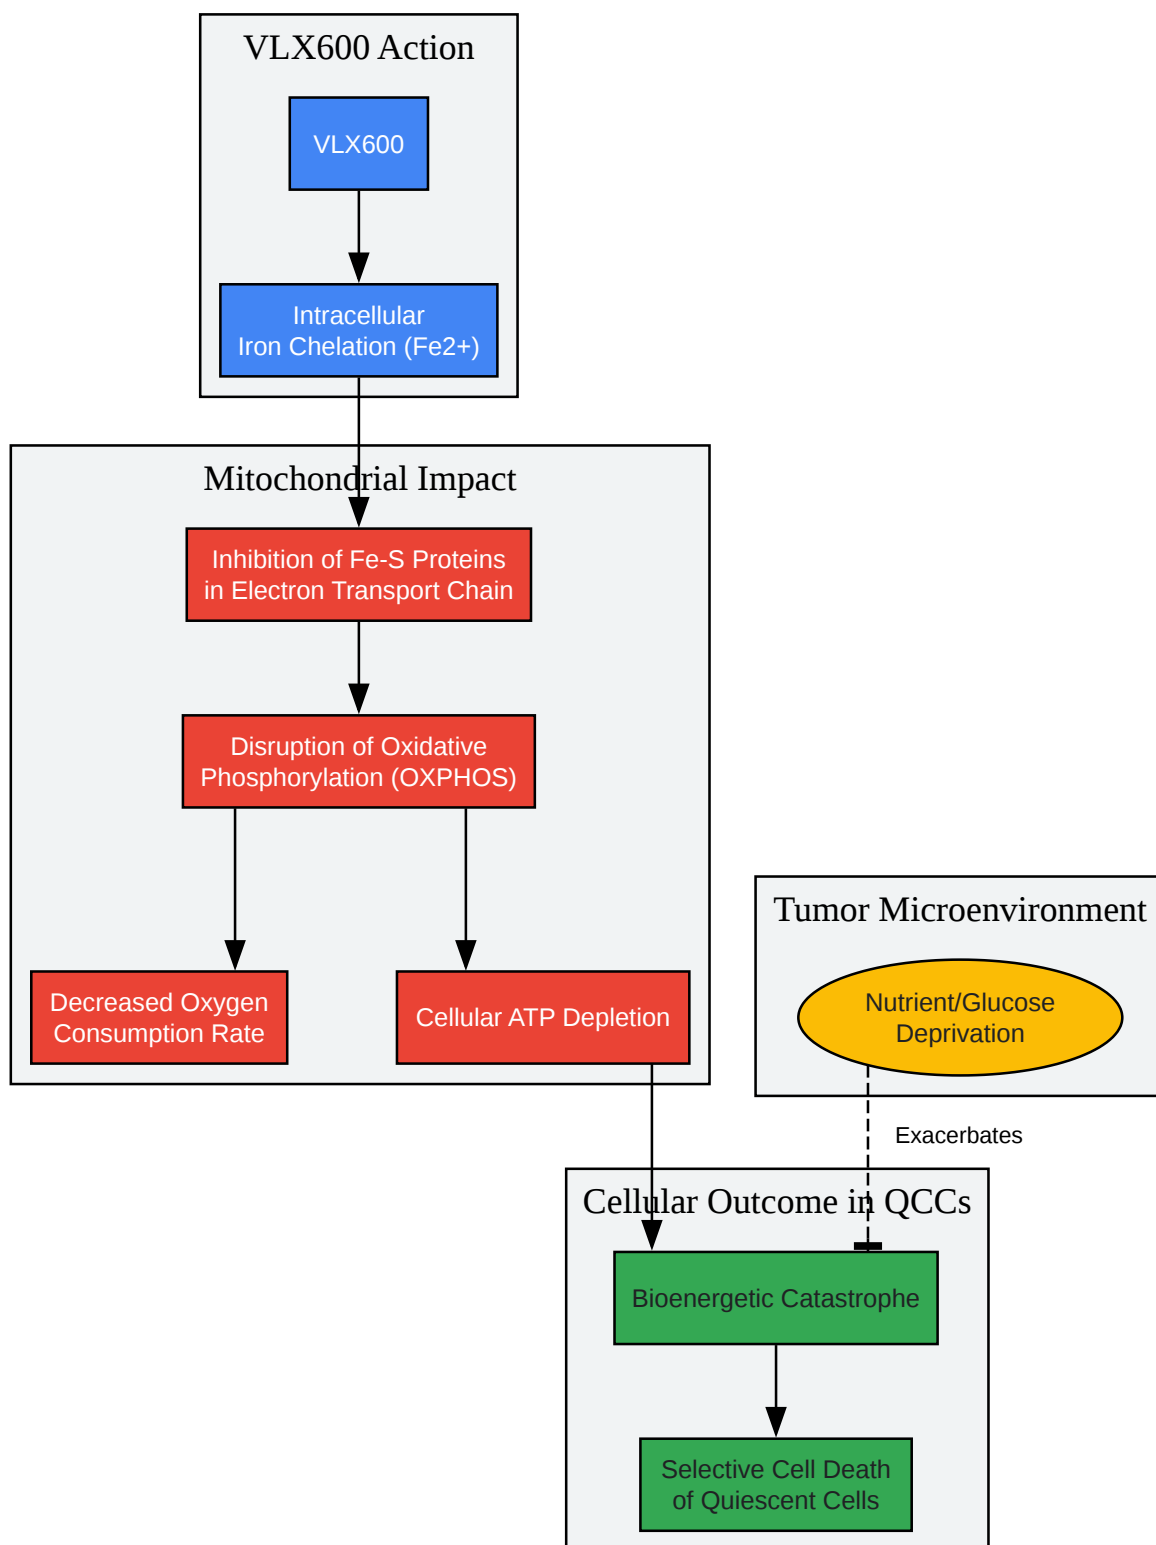 VLX600 Action
VLX600
Intracellular
Iron Chelation (Fe2+)
Mitochondrial Impact
Inhibition of Fe-S Proteins
in Electron Transport Chain
Disruption of Oxidative
Phosphorylation (OXPHOS)
Decreased Oxygen
Consumption Rate
Cellular ATP Depletion
Tumor Microenvironment
Nutrient/Glucose
Deprivation
Exacerbates
Cellular Outcome in QCCs
Bioenergetic Catastrophe
Selective Cell Death
of Quiescent Cells